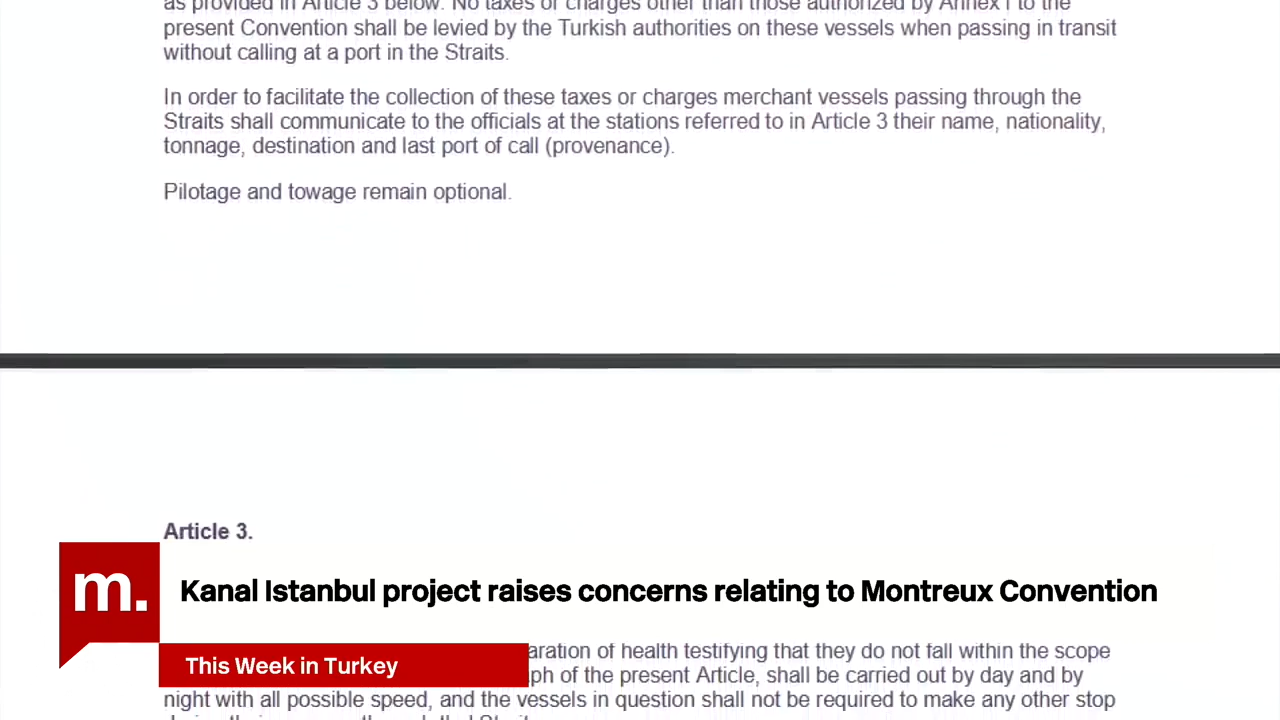 as provided in Article 3 below. No taxes or charges other than those authorized by Annex I to the
present Convention shall be levied by the Turkish authorities on these vessels when passing in transit
without calling at a port in the Straits.
In order to facilitate the collection of these taxes or charges merchant vessels passing through the
Straits shall communicate to the officials at the stations referred to in Article 3 their name, nationality,
tonnage, destination and last port of call (provenance).
Pilotage and towage remain optional.
Article 3.
m.
Kanal Istanbul project raises concerns relating to Montreux Convention
of health testifying that they do not fall within the scope
This Week in Turkey
of the present Article, shall be carried out by day and by
night with all possible speed, and the vessels in question shall not be required to make any other stop